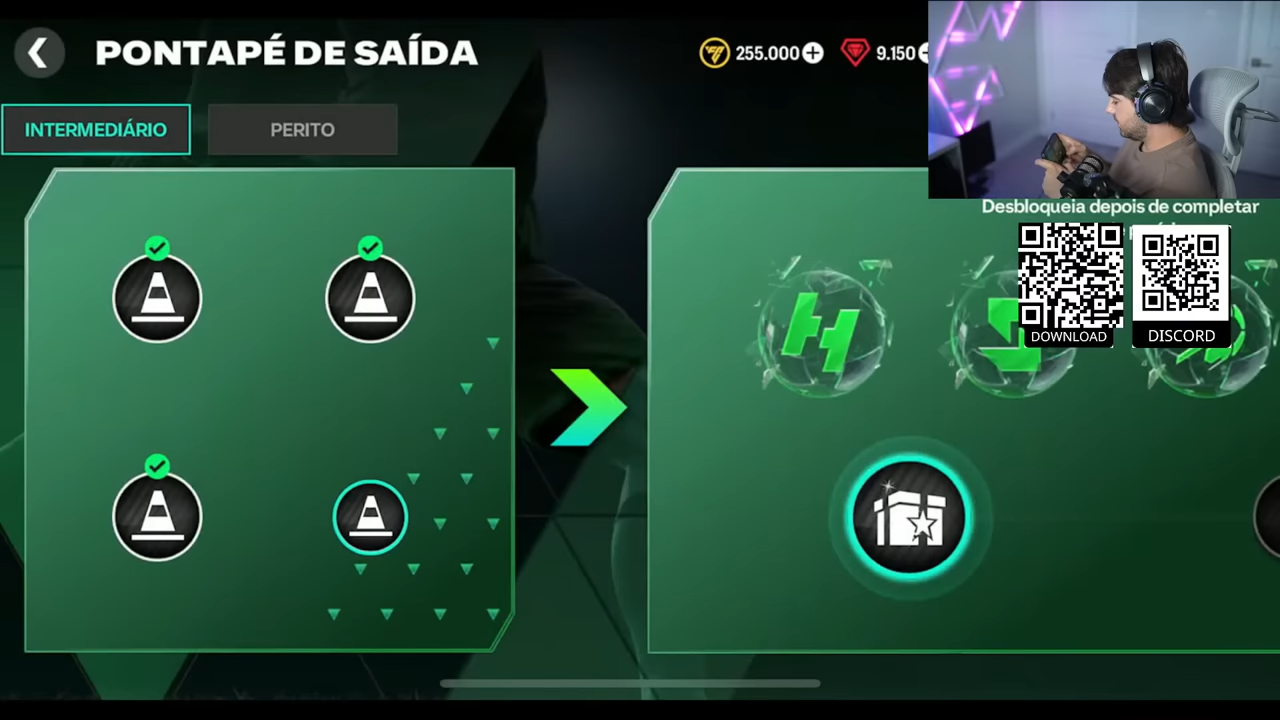 PONTAPÉ DE SAÍDA
255.000
9.150
INTERMEDIÁRIO
PERITO
Desbloqueia depois de completar
DOWNLOAD
DISCORD